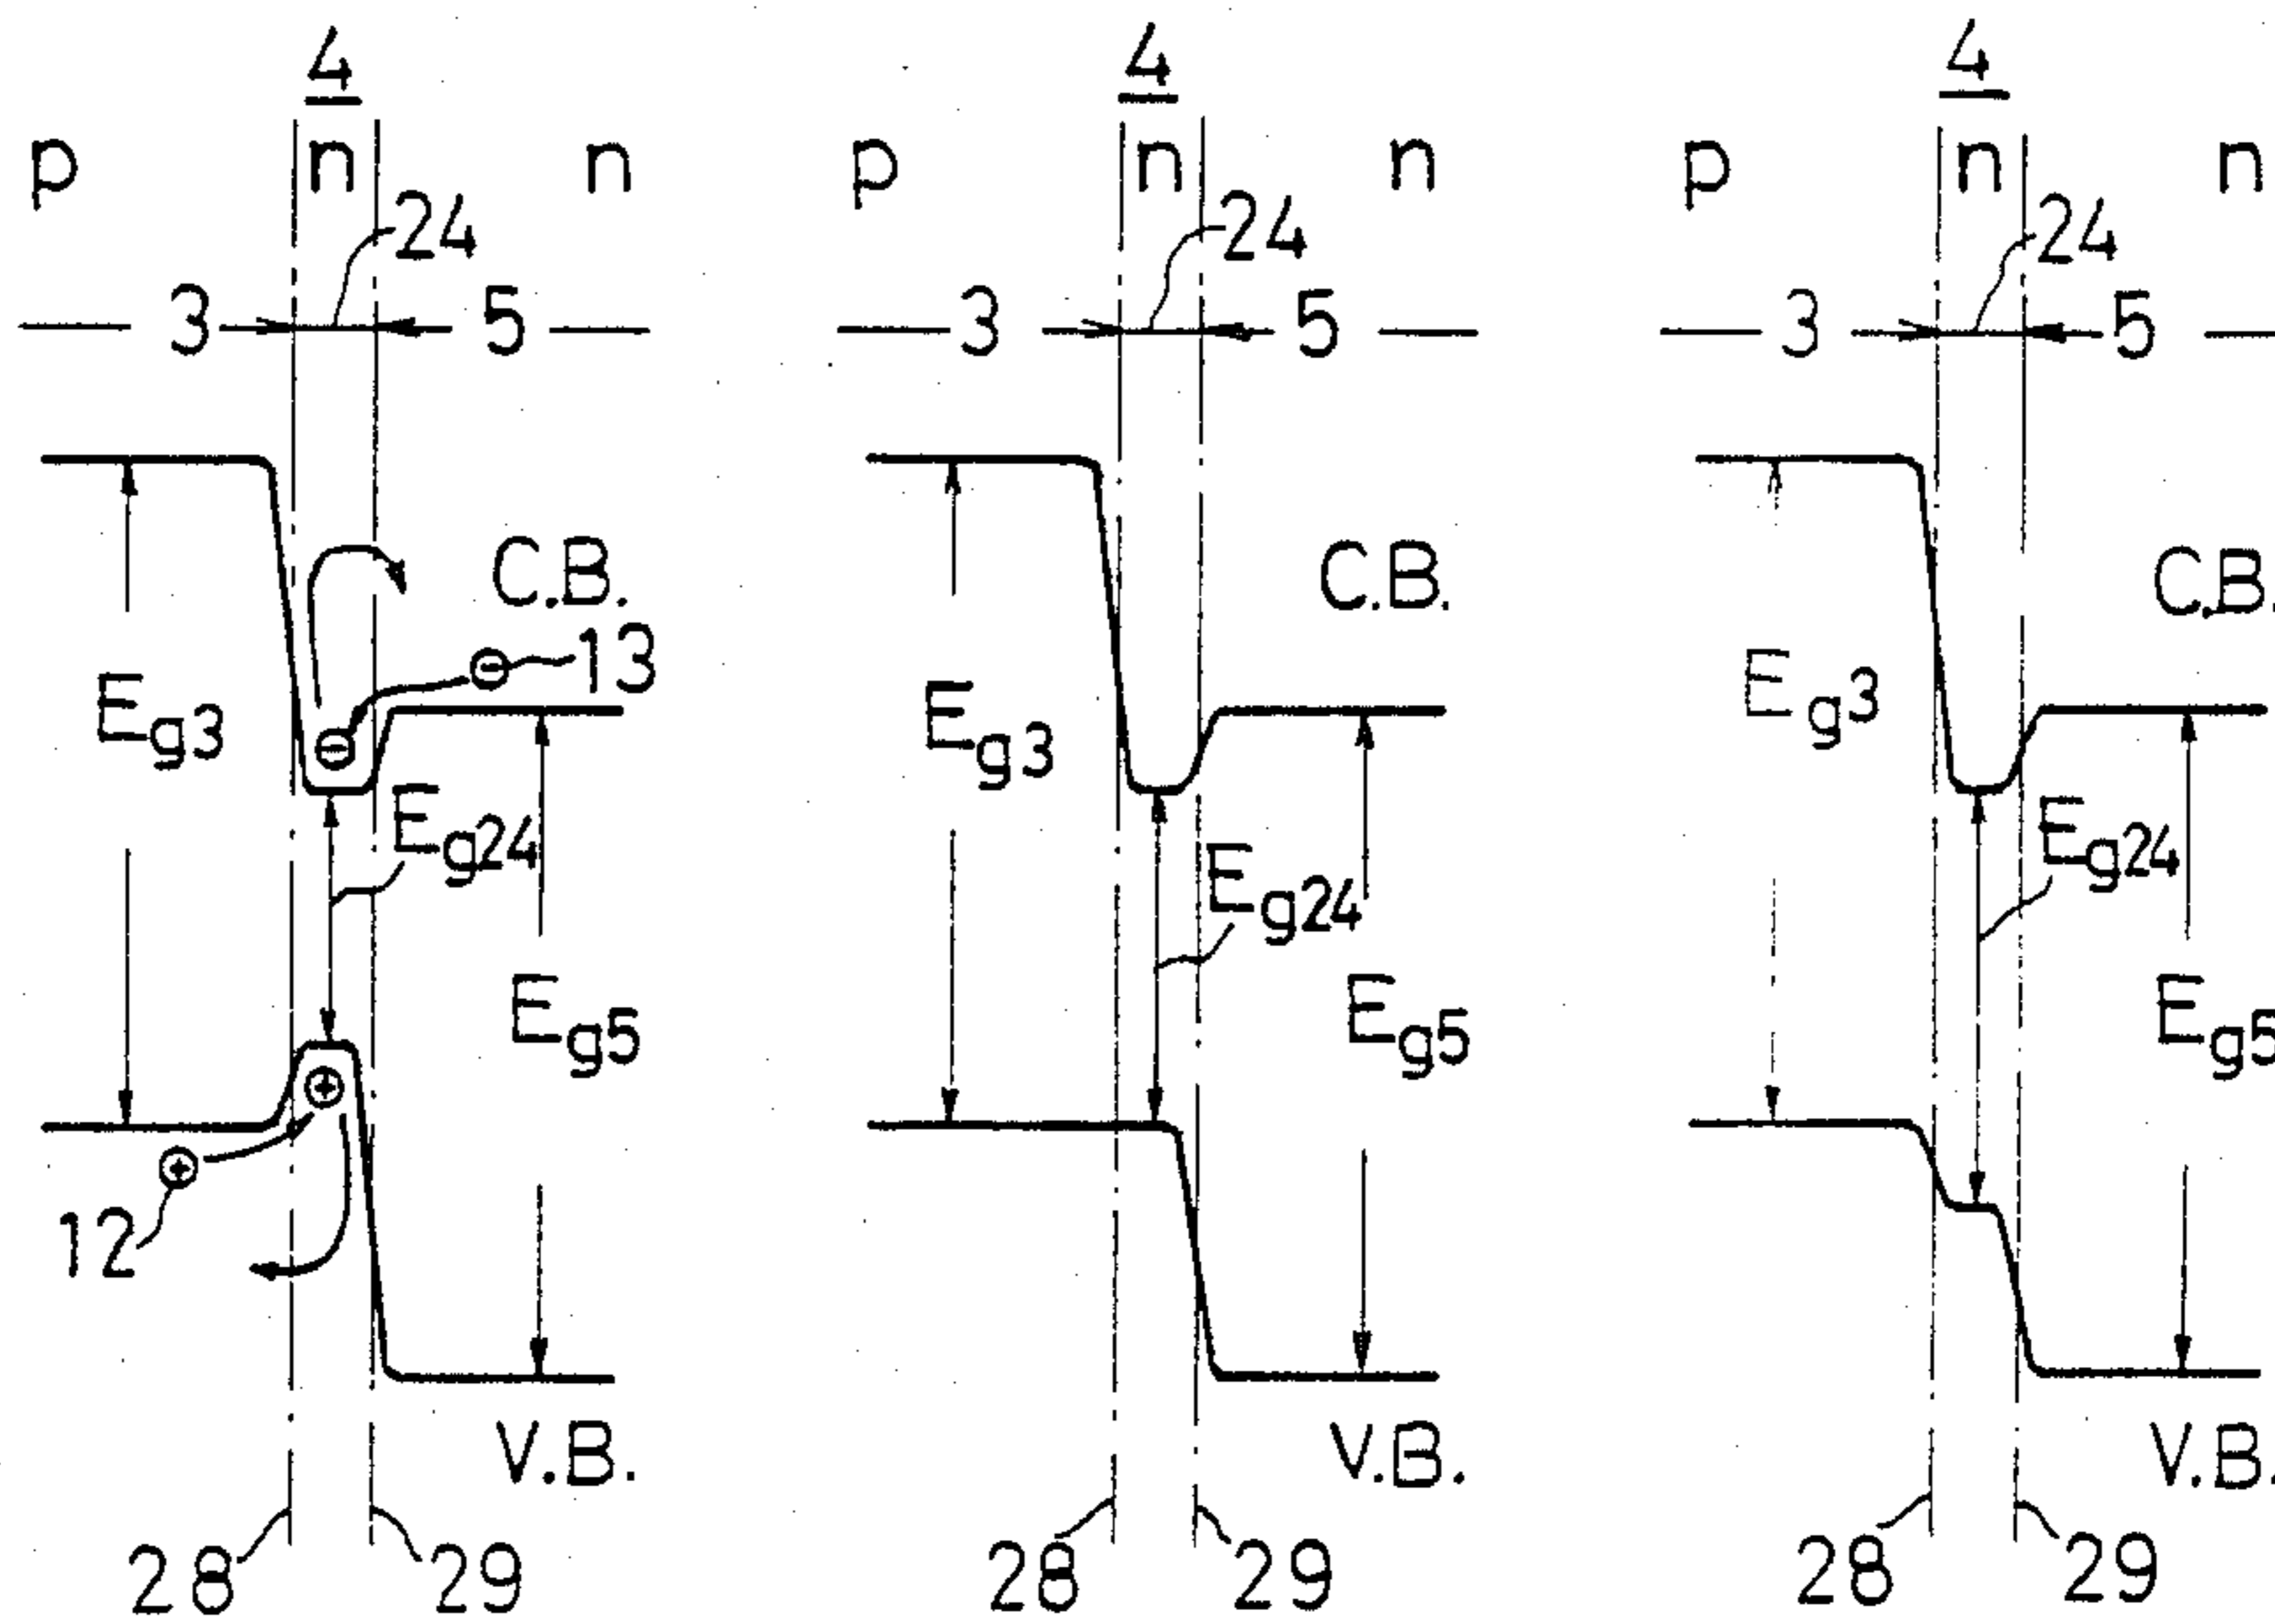 4 4 4
p n n p n n p n n
24 24 24
3 5 3 5 3 5
C.B. C.B. C.B.
13
Eg3 Eg3 Eg3
Eg24 Eg24 Eg24
Eg5 Eg5 Eg5
12
V.B. V.B. V.B.
28 29 28 29 28 29